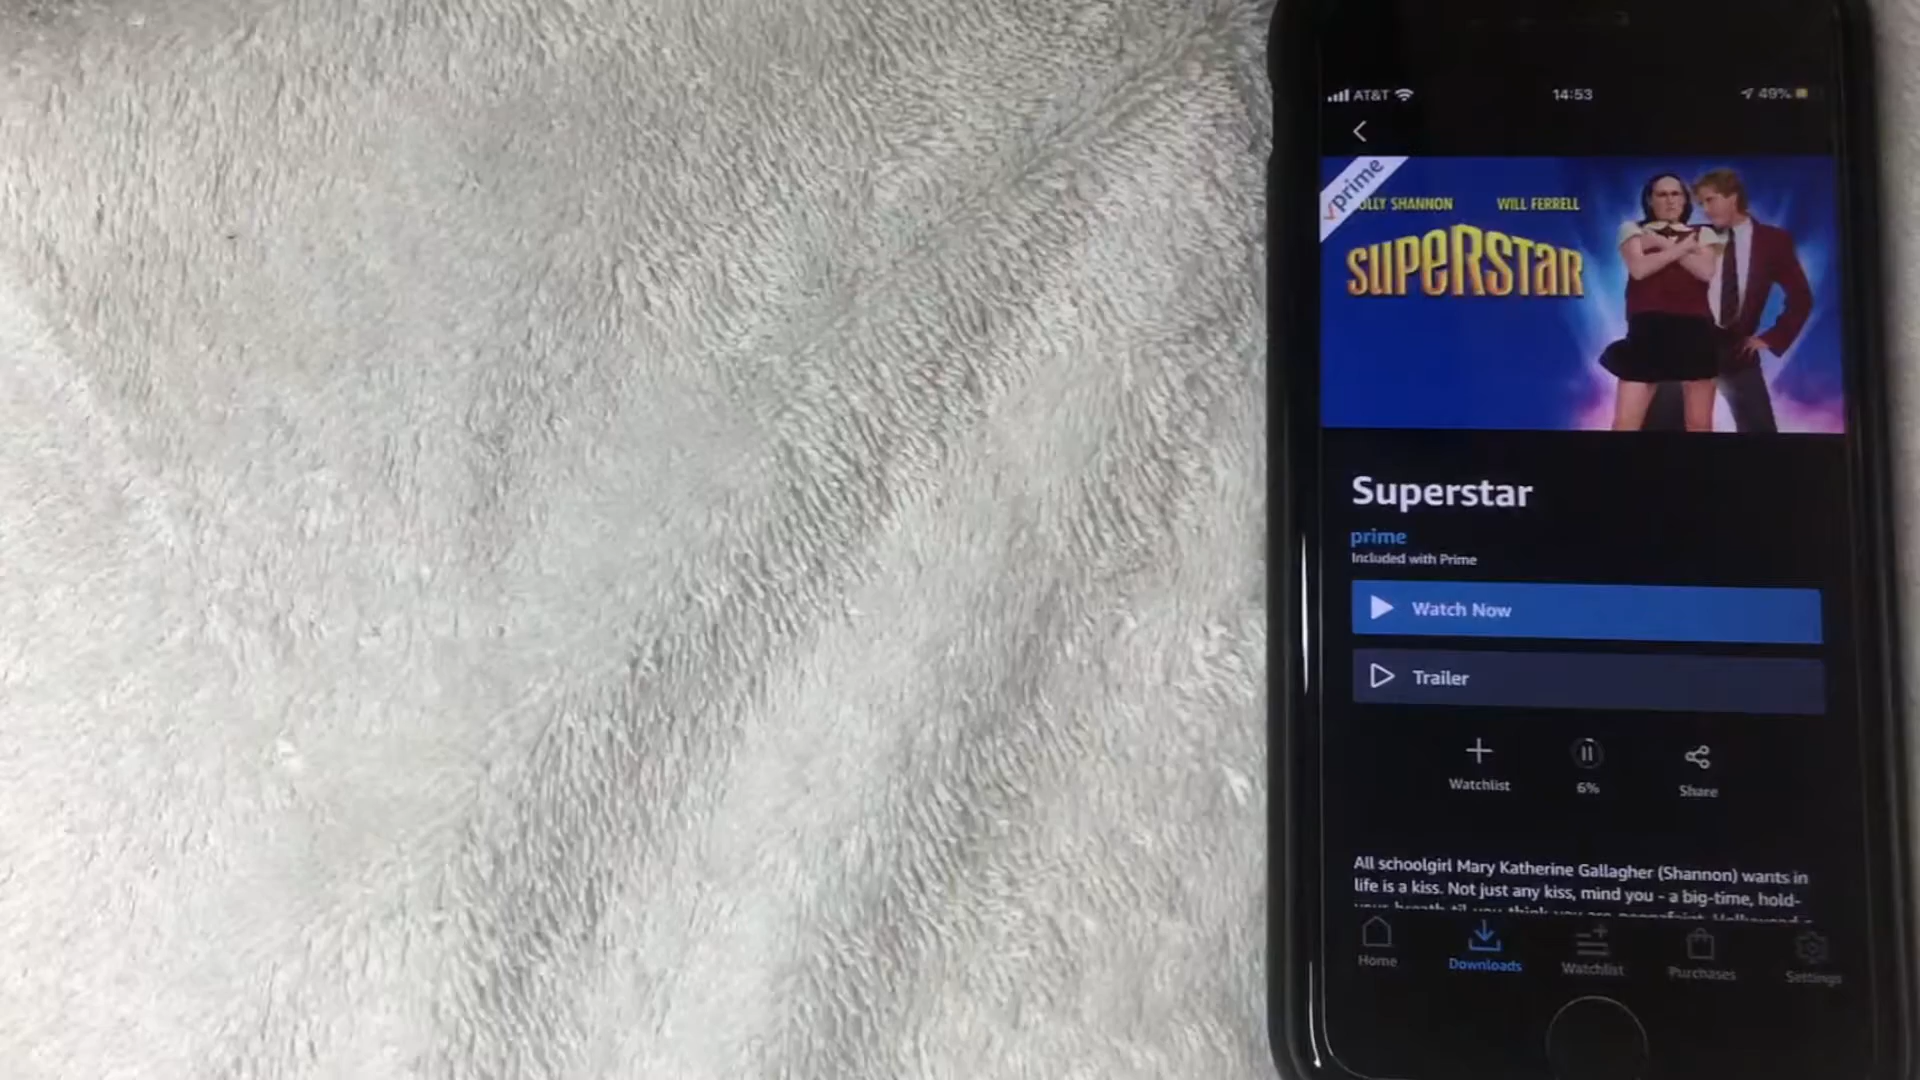 AT&T 14:53 49%
prime
OLLY SHANNON WILL FERRELL
SUPERSTAR
Superstar
prime
Included with Prime
Watch Now
Trailer
Watchlist 6% Share
All schoolgirl Mary Katherine Gallagher (Shannon) wants in
life is a kiss. Not just any kiss, mind you - a big-time, hold-
Home Downloads Watchlist Purchases Settings